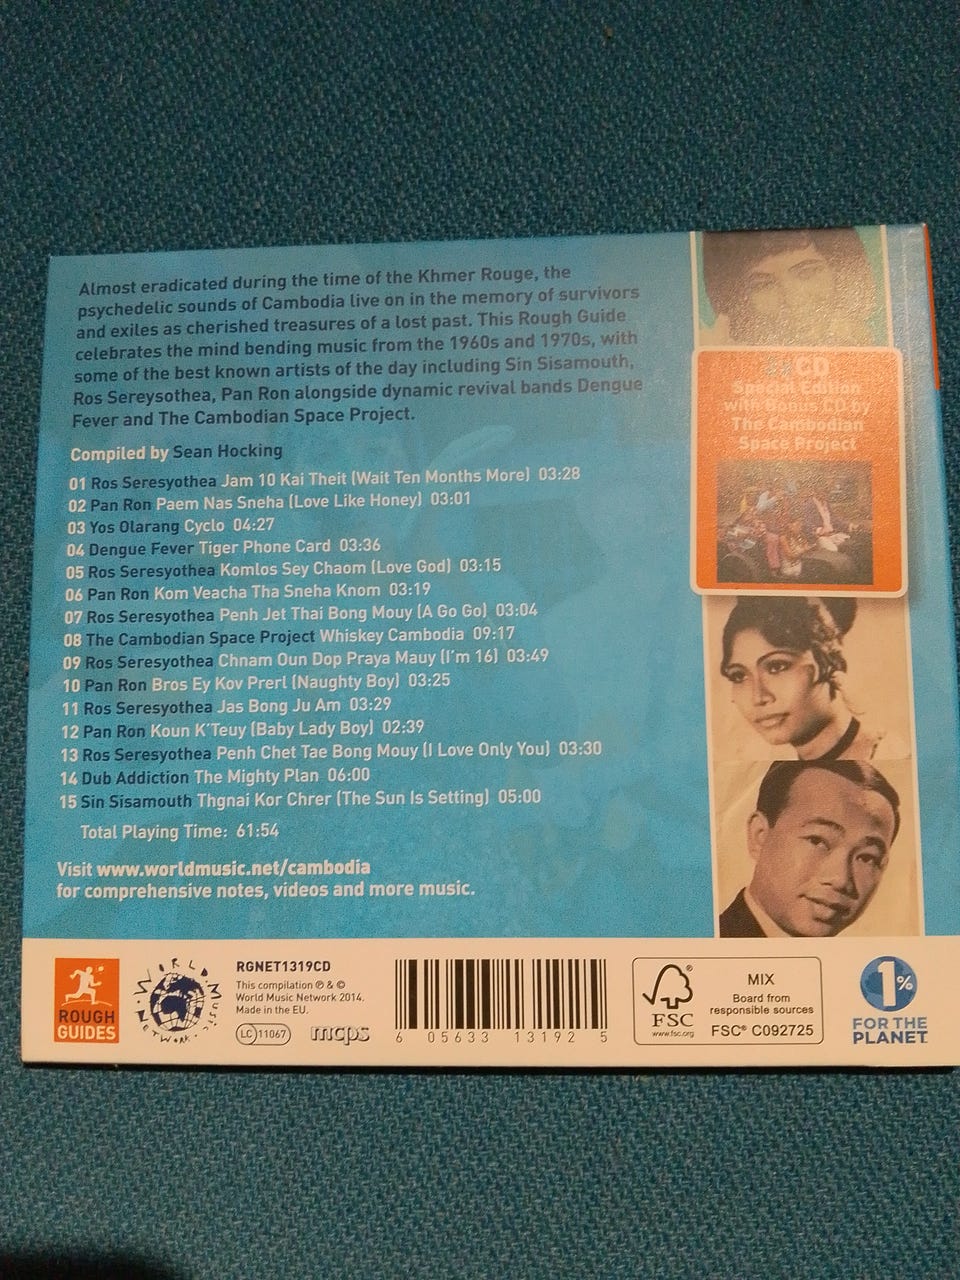 Almost eradicated during the time of the Khmer Rouge, the
psychedelic sounds of Cambodia live on in the memory of survivors
and exiles as cherished treasures of a lost past. This Rough Guide
celebrates the mind bending music from the 1960s and 1970s, with
some of the best known artists of the day including Sin Sisamouth,
Ros Sereysothea, Pan Ron alongside dynamic revival bands Dengue
Fever and The Cambodian Space Project.
Compiled by Sean Hocking
01 Ros Seresyothea Jam 10 Kai Theit (Wait Ten Months More) 03:28
02 Pan Ron Paem Nas Sneha (Love Like Honey) 03:01
03 Yos Olarang Cyclo 04:27
04 Dengue Fever Tiger Phone Card 03:36
05 Ros Seresyothea Komlos Sey Chaom (Love God) 03:15
06 Pan Ron Kom Veacha Tha Sneha Knom 03:19
07 Ros Seresyothea Penh Jet Thai Bong Mouy (A Go Go) 03:04
08 The Cambodian Space Project Whiskey Cambodia 09:17
09 Ros Seresyothea Chnam Oun Dop Praya Mauy (I'm 16) 03:49
10 Pan Ron Bros Ey Kov Prerl (Naughty Boy) 03:25
11 Ros Seresyothea Jas Bong Ju Am 03:29
12 Pan Ron Koun K'Teuy (Baby Lady Boy) 02:39
13 Ros Seresyothea Penh Chet Tae Bong Mouy (I Love Only You) 03:30
14 Dub Addiction The Mighty Plan 06:00
15 Sin Sisamouth Thgnai Kor Chrer (The Sun Is Setting) 05:00
Total Playing Time: 61:54
Visit www.worldmusic.net/cambodia
for comprehensive notes, videos and more music.
CD
Special Edition
with Bonus CD by
The Cambodian
Space Project
ROUGH
GUIDES
WORLD MUSIC NETWORK
RGNET1319CD
This compilation ℗ & ©
World Music Network 2014.
Made in the EU.
LC 11067 mcps
6 05633 13192 5
FSC
www.fsc.org
MIX
Board from
responsible sources
FSC® C092725
1%
FOR THE
PLANET